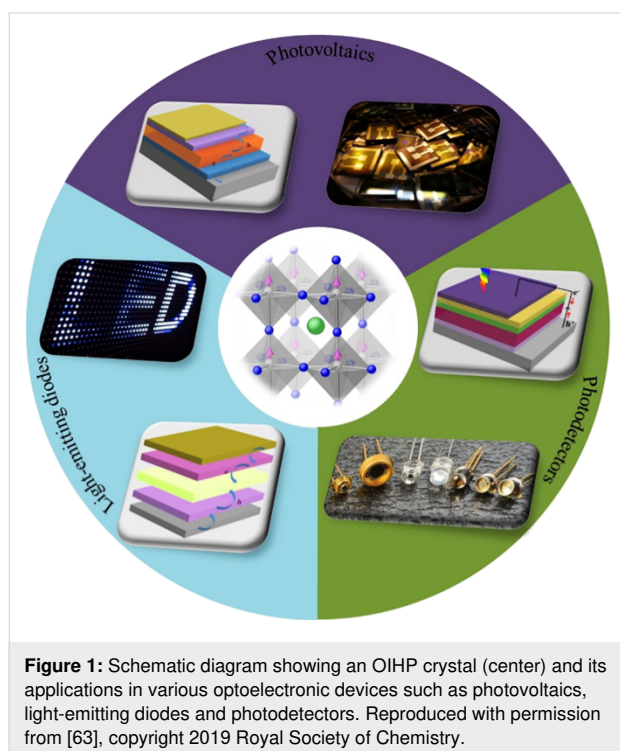 Photovoltaics
LED
e-
h+
Light-emitting diodes
Photodetectors
e
h
Figure 1: Schematic diagram showing an OIHP crystal (center) and its
applications in various optoelectronic devices such as photovoltaics,
light-emitting diodes and photodetectors. Reproduced with permission
from [63], copyright 2019 Royal Society of Chemistry.